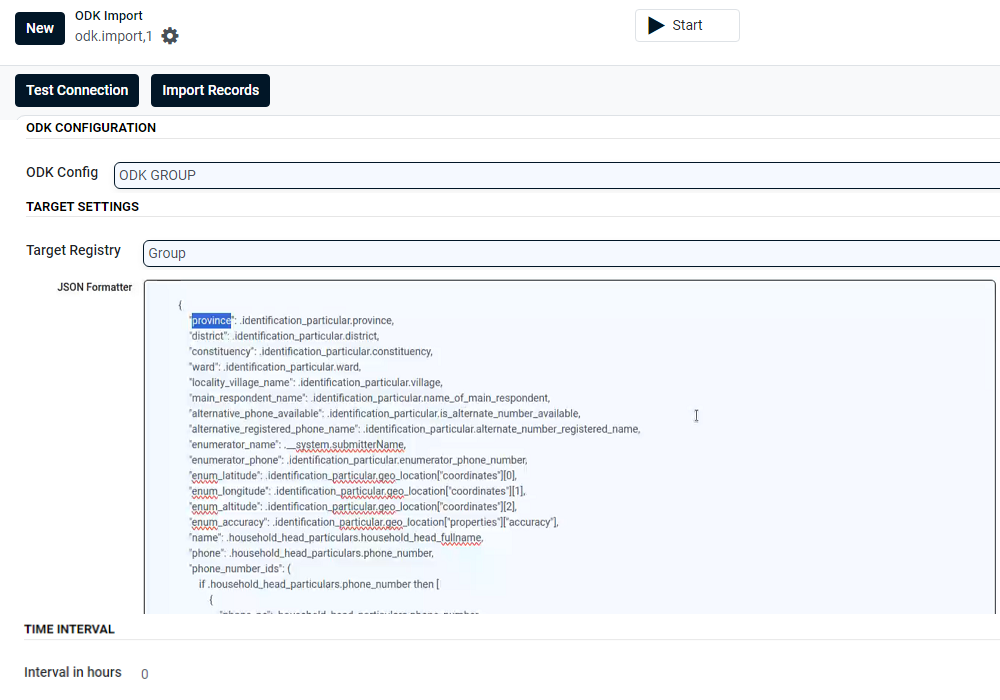 New
ODK Import
odk.import,1
Start
Test Connection
Import Records
ODK CONFIGURATION
ODK Config
ODK GROUP
TARGET SETTINGS
Target Registry
Group
JSON Formatter
{
"province": .identification_particular.province,
"district": .identification_particular.district,
"constituency": .identification_particular.constituency,
"ward": .identification_particular.ward,
"locality_village_name": .identification_particular.village,
"main_respondent_name": .identification_particular.name_of_main_respondent,
"alternative_phone_available": .identification_particular.is_alternate_number_available,
"alternative_registered_phone_name": .identification_particular.alternate_number_registered_name,
"enumerator_name": .__system.submitterName,
"enumerator_phone": .identification_particular.enumerator_phone_number,
"enum_latitude": .identification_particular.geo_location["coordinates"][0],
"enum_longitude": .identification_particular.geo_location["coordinates"][1],
"enum_altitude": .identification_particular.geo_location["coordinates"][2],
"enum_accuracy": .identification_particular.geo_location["properties"]["accuracy"],
"name": .household_head_particulars.household_head_fullname,
"phone": .household_head_particulars.phone_number,
"phone_number_ids": (
if .household_head_particulars.phone_number then [
{
TIME INTERVAL
Interval in hours
0